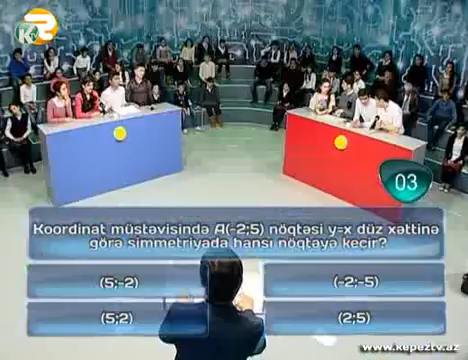 03
Koordinat müstəvisində A(-2;5) nöqtəsi y=x düz xəttinə
görə simmetriyada hansı nöqtəyə keçir?
(5;-2)
(-2;-5)
(5;2)
(2;5)
www.kepeztv.az